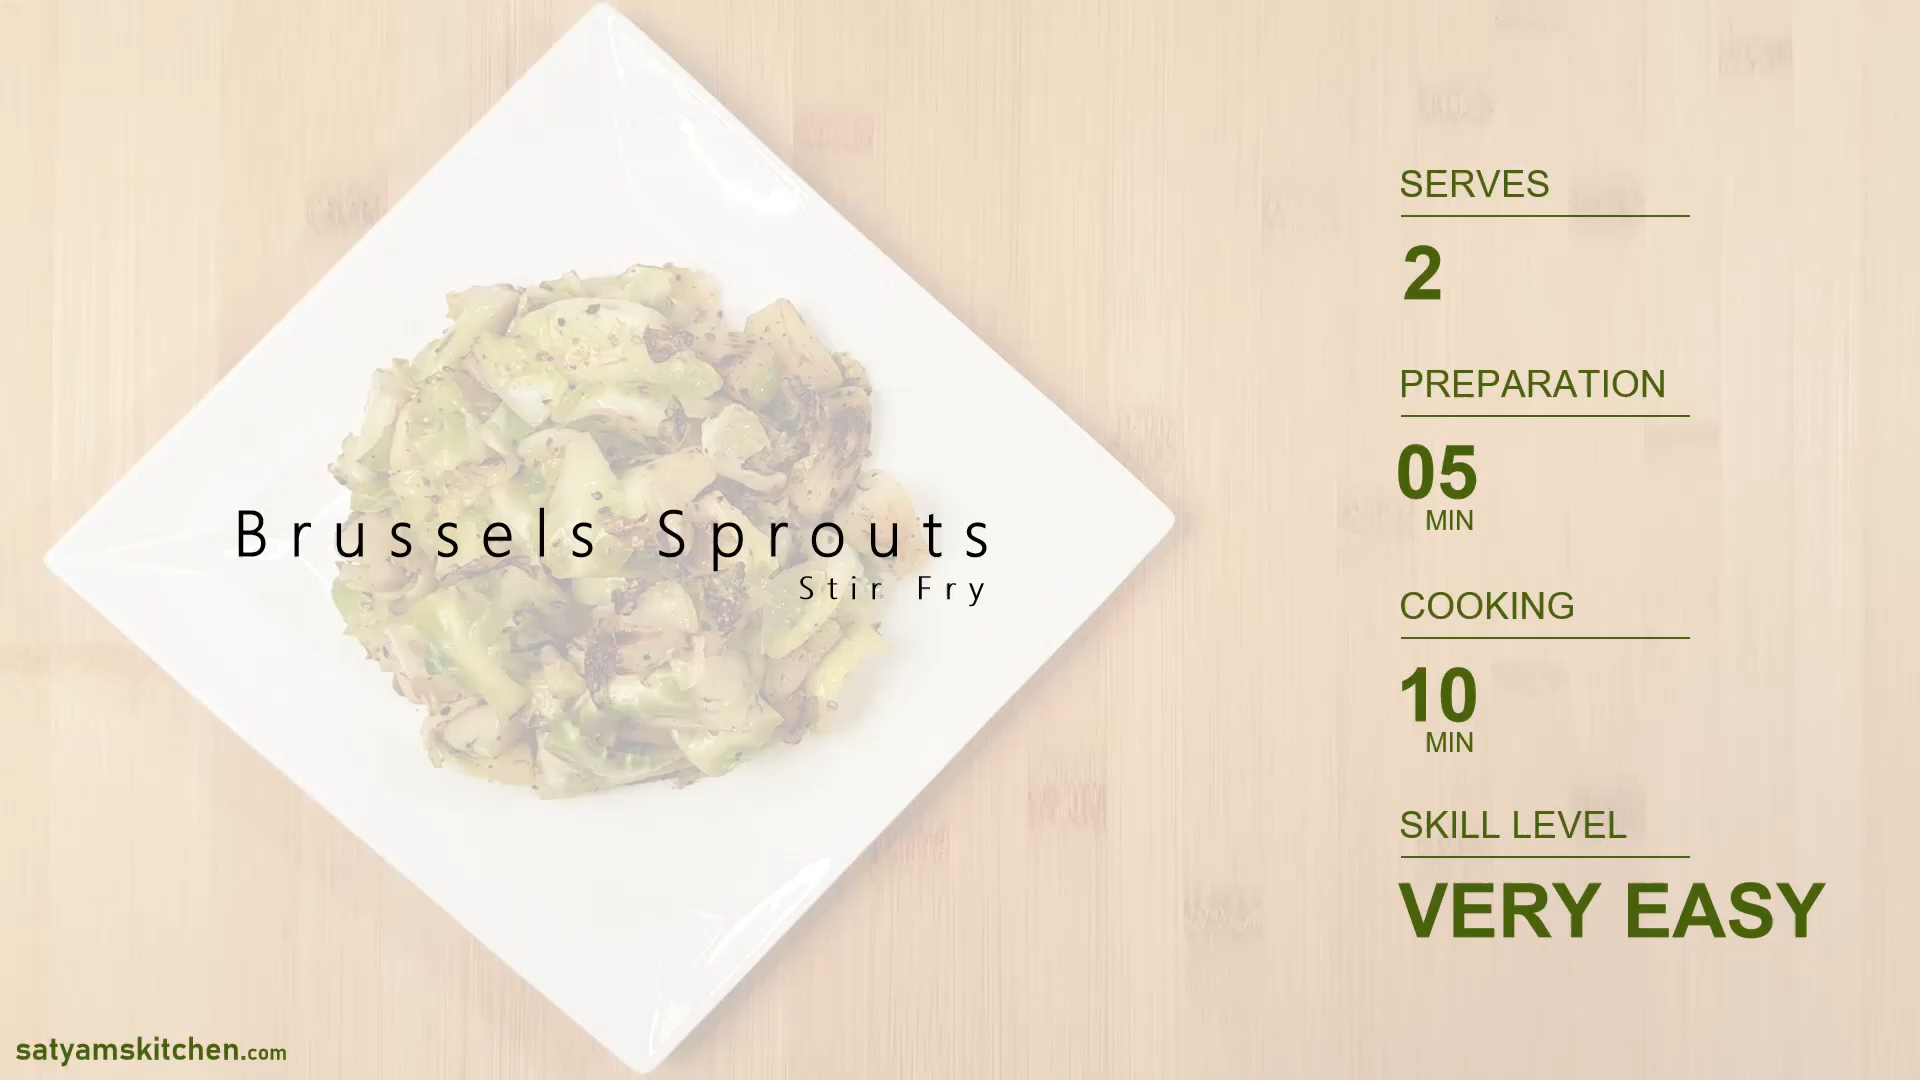 Brussels Sprouts
Stir Fry
SERVES
2
PREPARATION
05
MIN
COOKING
10
MIN
SKILL LEVEL
VERY EASY
satyamskitchen.com